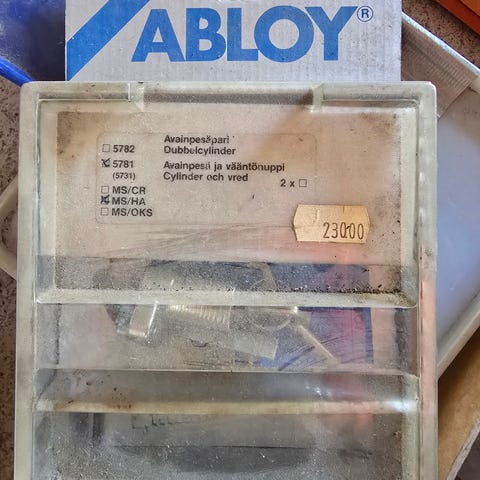 ABLOY®
☐ 5782 Avainpesäpari
Dubbelcylinder
☒ 5781 Avainpesä ja vääntönuppi
(5731) Cylinder och vred 2 x ☐
☐ MS/CR
☒ MS/HA
☐ MS/OKS
230.00